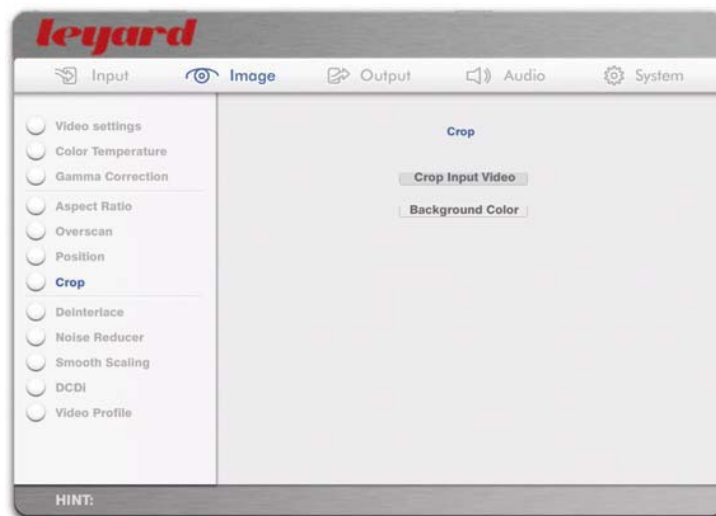 leyard
Input Image Output Audio System
Video settings
Color Temperature
Gamma Correction
Aspect Ratio
Overscan
Position
Crop
Deinterlace
Noise Reducer
Smooth Scaling
DCDi
Video Profile
Crop
Crop Input Video
Background Color
HINT: